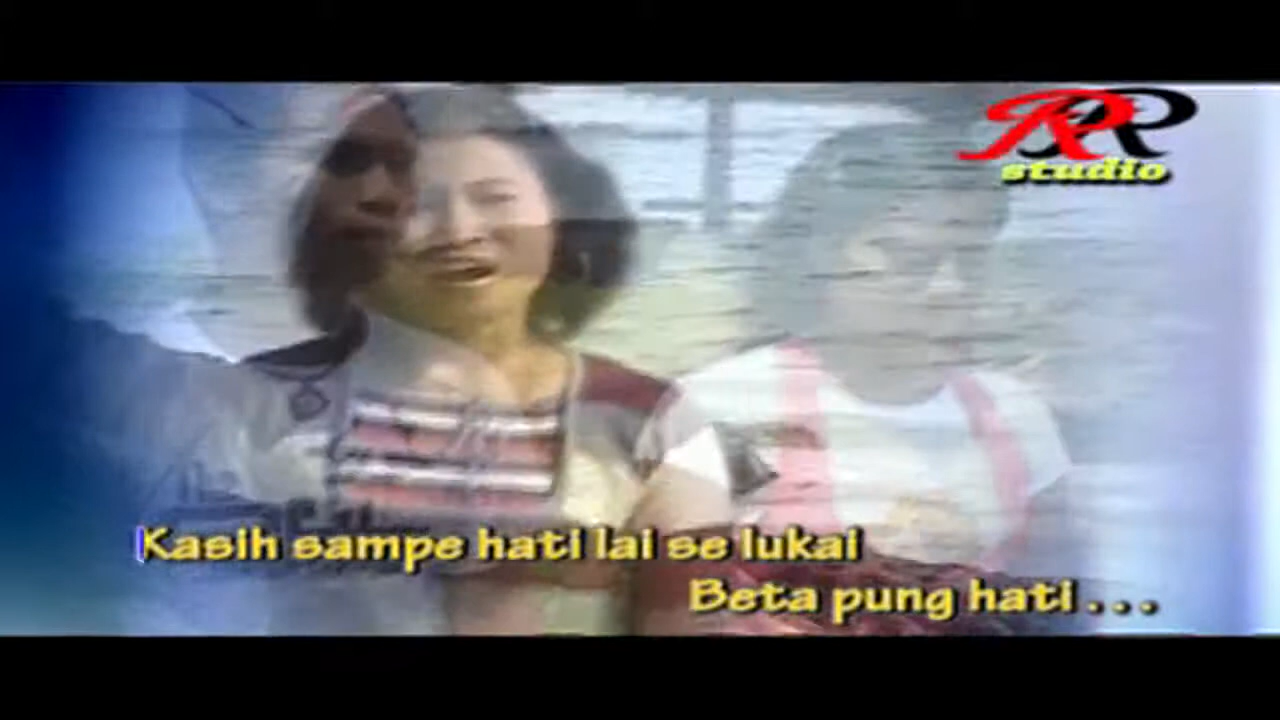 RR
studio
Kasih sampe hati lai se lukai
Beta pung hati . . .